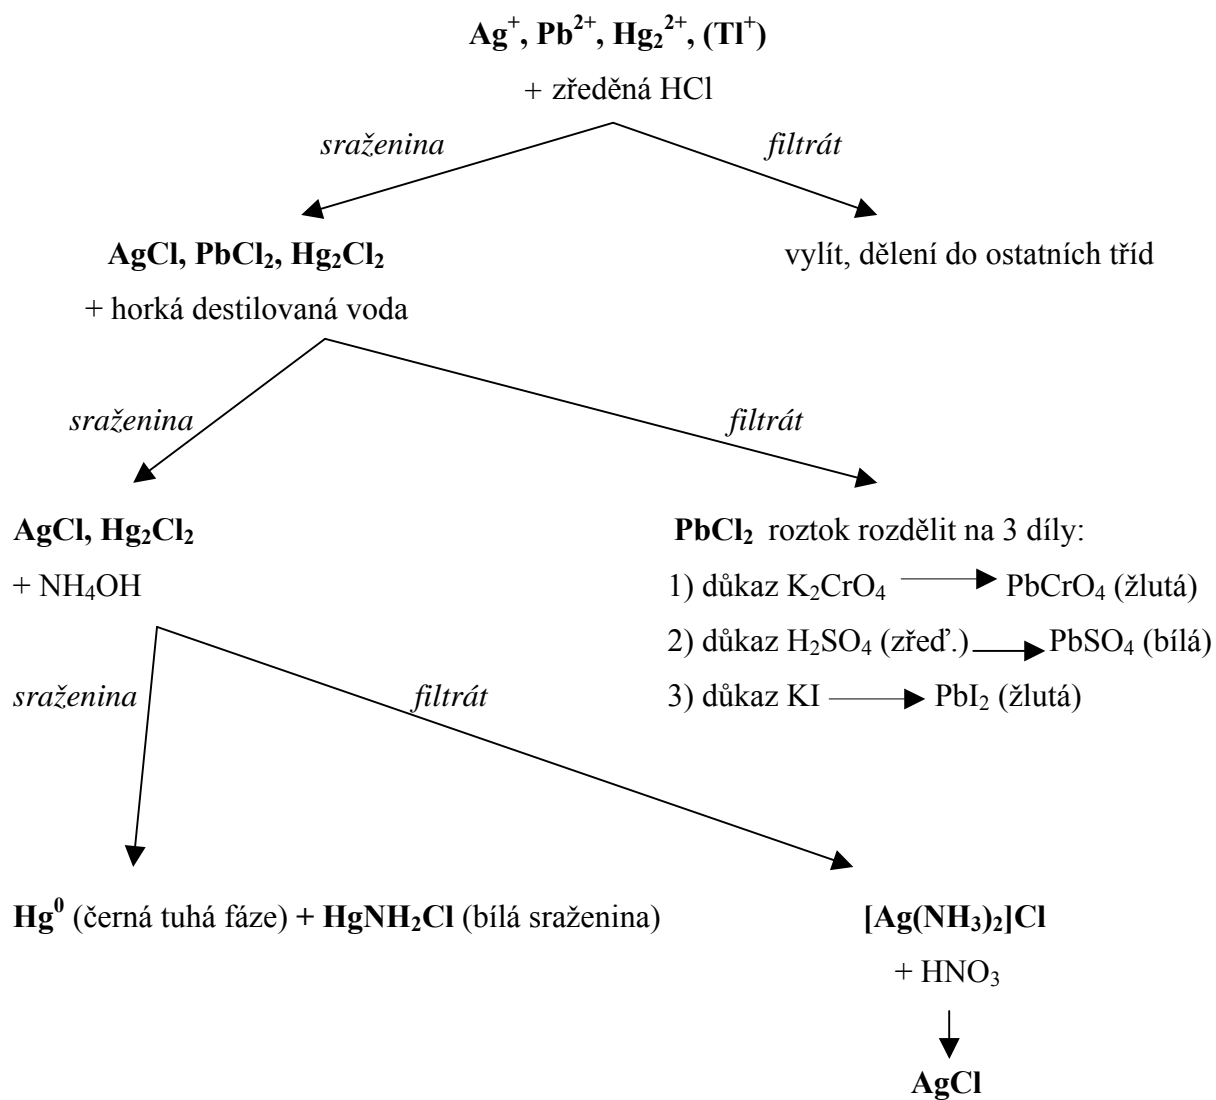 Ag⁺, Pb²⁺, Hg₂²⁺, (Tl⁺)
+ zředěná HCl
sraženina
filtrát
AgCl, PbCl₂, Hg₂Cl₂
vylít, dělení do ostatních tříd
+ horká destilovaná voda
sraženina
filtrát
AgCl, Hg₂Cl₂
+ NH₄OH
PbCl₂ roztok rozdělit na 3 díly:
1) důkaz K₂CrO₄ PbCrO₄ (žlutá)
2) důkaz H₂SO₄ (zřeď.) PbSO₄ (bílá)
3) důkaz KI PbI₂ (žlutá)
sraženina
filtrát
Hg⁰ (černá tuhá fáze) + HgNH₂Cl (bílá sraženina)
[Ag(NH₃)₂]Cl
+ HNO₃
AgCl